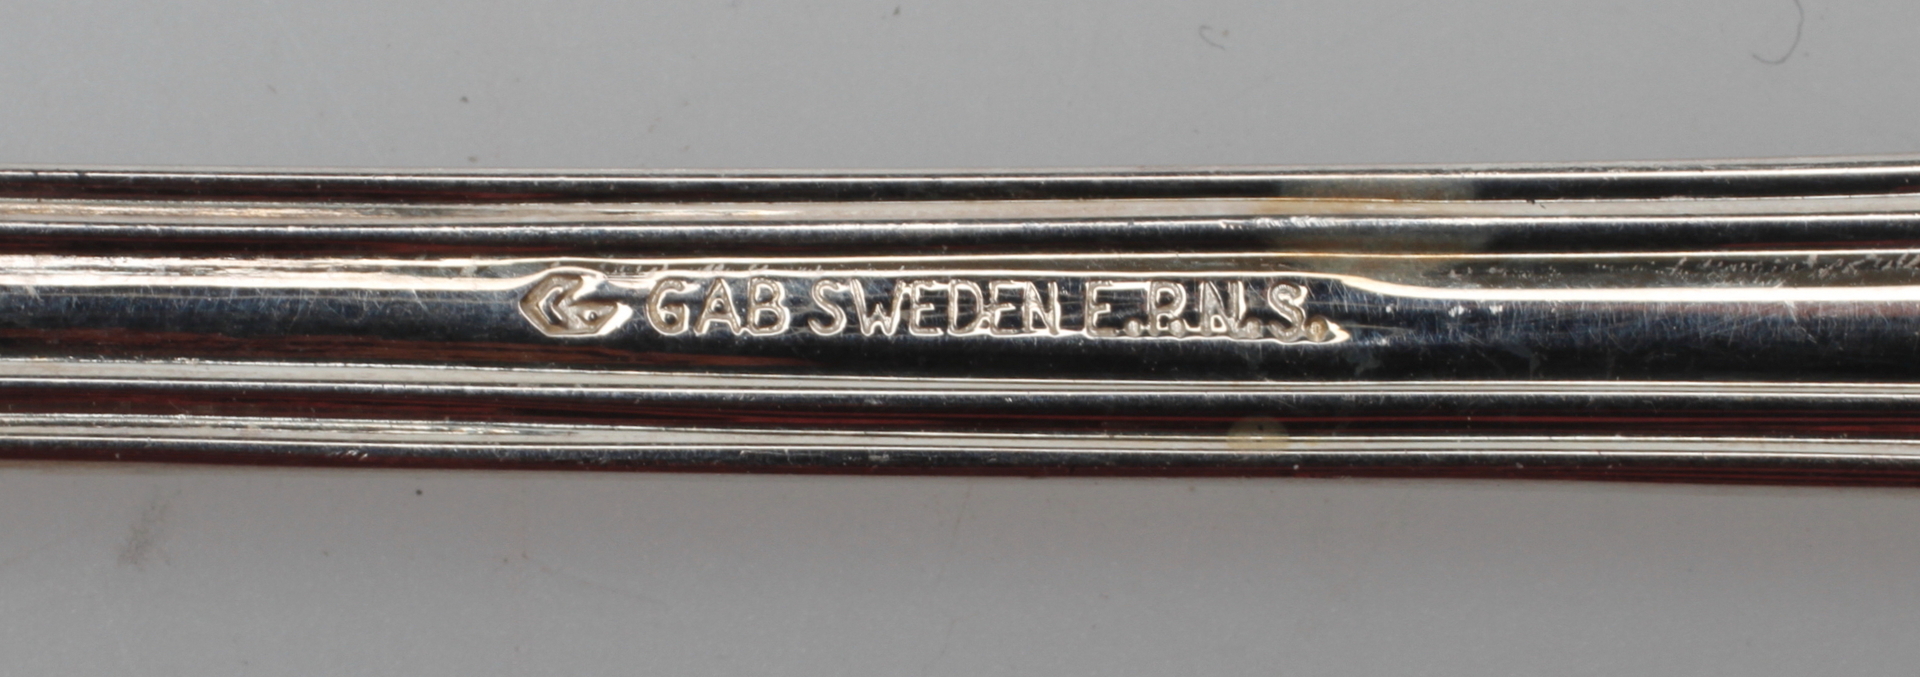 GAB SWEDEN E.P.N.S.